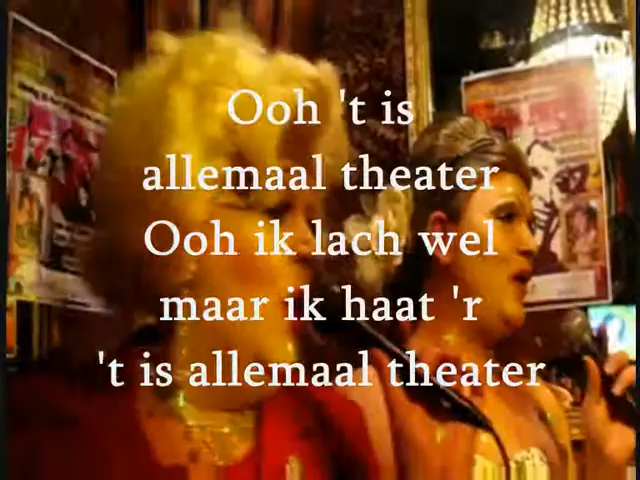 Ooh 't is
allemaal theater
Ooh ik lach wel
maar ik haat 'r
't is allemaal theater